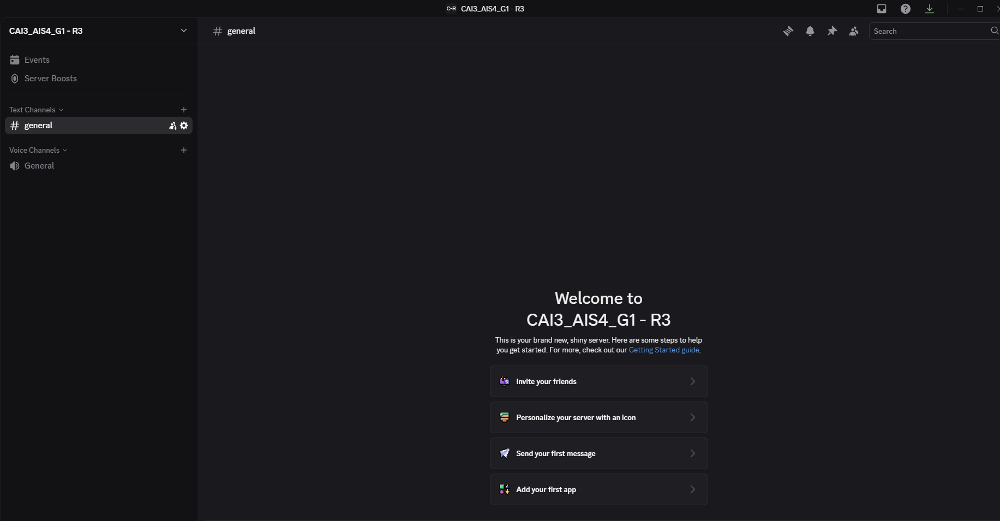 C-R CAI3_AIS4_G1 - R3
CAI3_AIS4_G1 - R3
Events
Server Boosts
Text Channels
general
Voice Channels
General
general
Search
Welcome to
CAI3_AIS4_G1 - R3
This is your brand new, shiny server. Here are some steps to help
you get started. For more, check out our Getting Started guide.
Invite your friends
Personalize your server with an icon
Send your first message
Add your first app